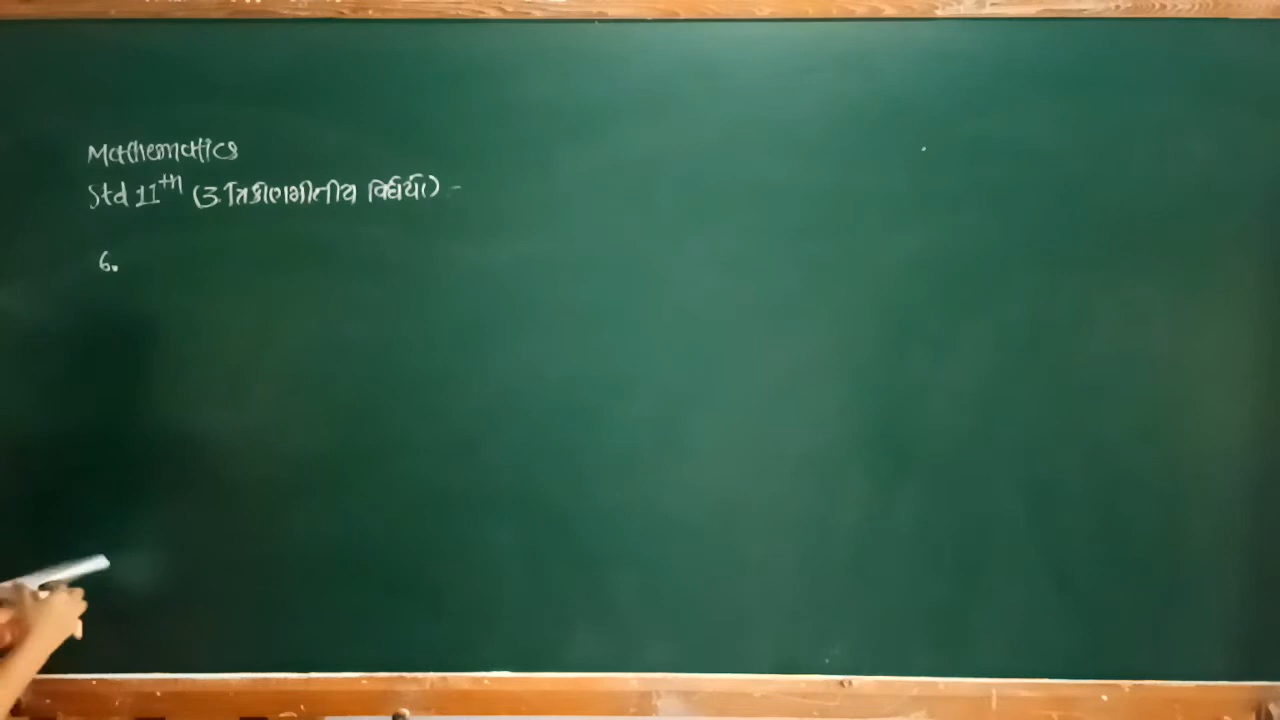 Mathematics
Std 11th (3. त्रिकोणमीतीय विधेयाे) -
6.